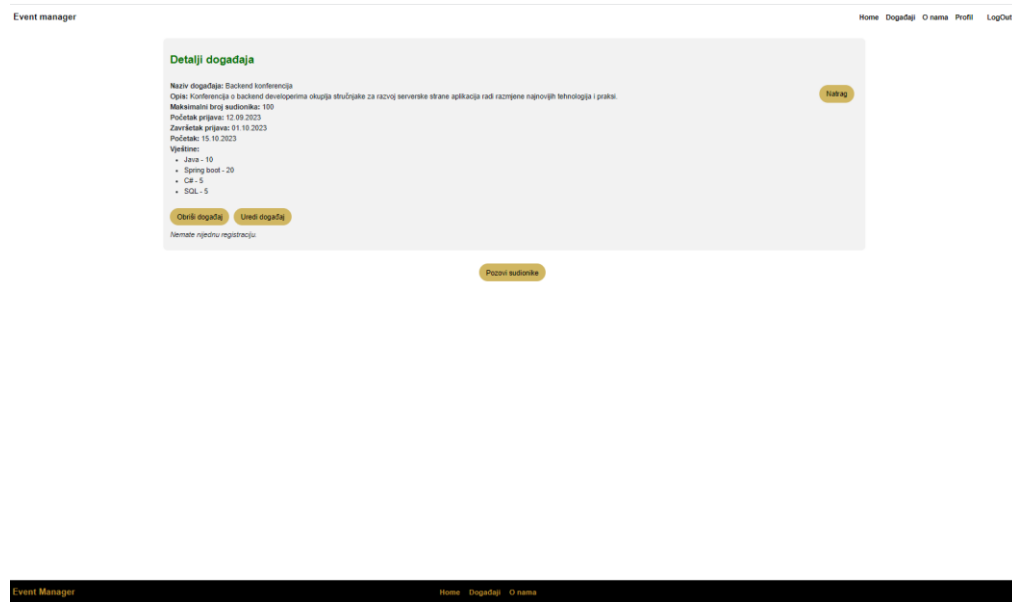 Event manager
Home Događaji O nama Profil LogOut
Detalji događaja
Naziv događaja: Backend konferencija
Opis: Konferencija o backend developerima okuplja stručnjake za razvoj serverske strane aplikacija radi razmjene najnovijih tehnologija i praksi.
Natrag
Maksimalni broj sudionika: 100
Početak prijava: 12.09.2023
Završetak prijava: 01.10.2023
Početak: 15.10.2023
Vještine:
Java - 10
Spring boot - 20
C# - 5
SQL - 5
Obriši događaj Uredi događaj
Nemate nijednu registraciju.
Pozovi sudionike
Event Manager Home Događaji O nama